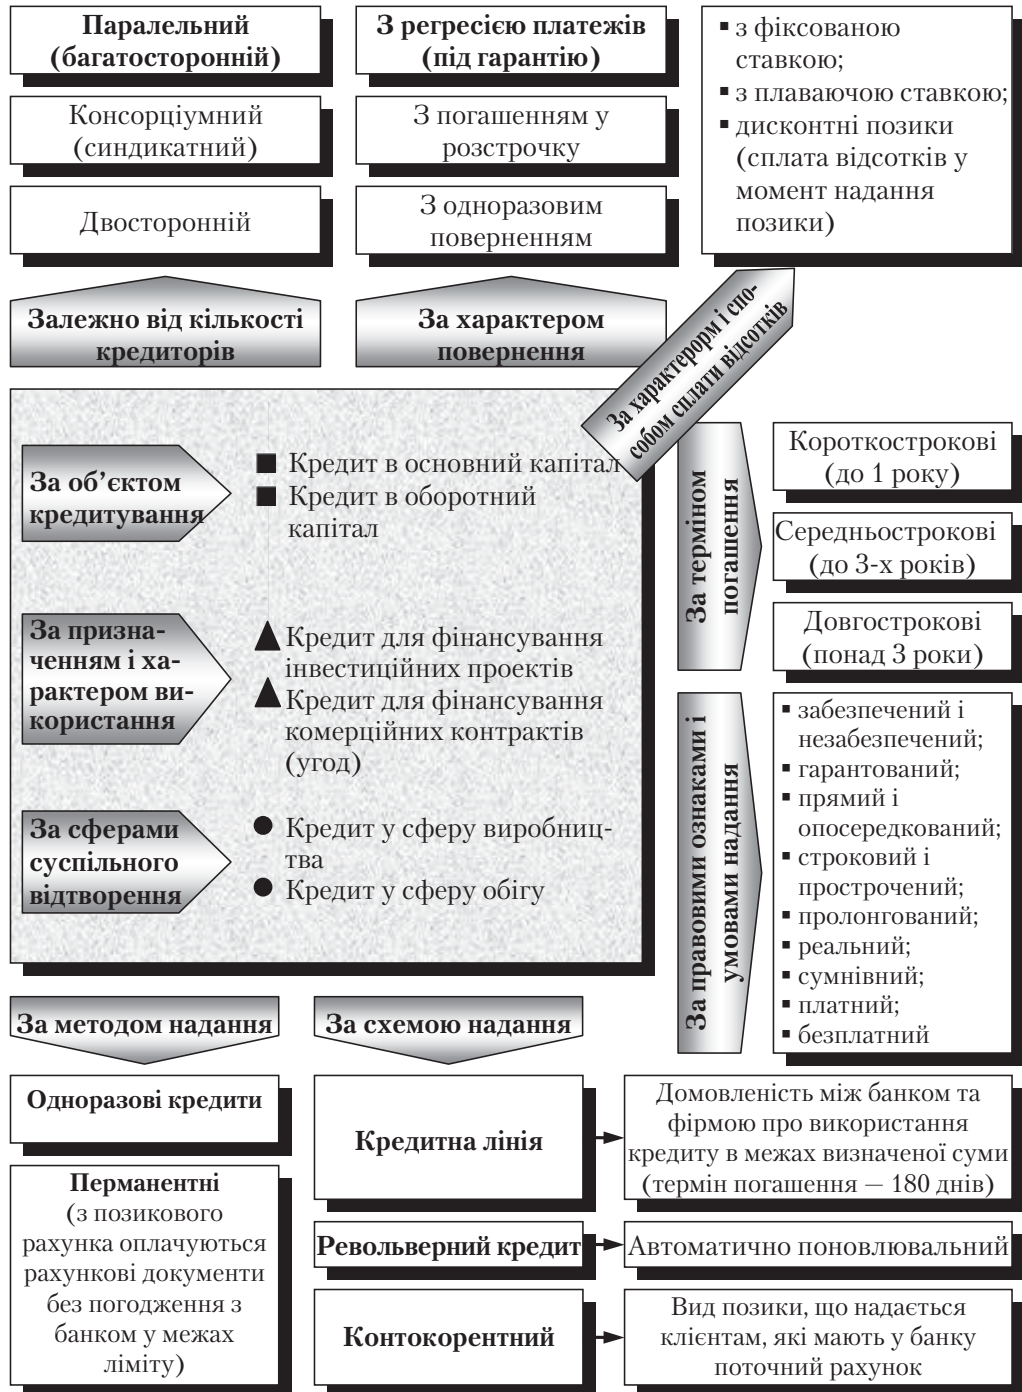 Паралельний
(багатосторонній)
Консорціумний
(синдикатний)
Двосторонній
Залежно від кількості
кредиторів
З регресією платежів
(під гарантію)
З погашенням у
розстрочку
З одноразовим
поверненням
За характером
повернення
▪ з фіксованою
ставкою;
▪ з плаваючою ставкою;
▪ дисконтні позики
(сплата відсотків у
момент надання
позики)
За характерорм і спо-
собом сплати відсотків
За об’єктом
кредитування
■ Кредит в основний капітал
■ Кредит в оборотний
капітал
За призна-
ченням і ха-
рактером ви-
користання
▲ Кредит для фінансування
інвестиційних проектів
▲ Кредит для фінансування
комерційних контрактів
(угод)
За сферами
суспільного
відтворення
● Кредит у сферу виробниц-
тва
● Кредит у сферу обігу
За терміном
погашення
Короткострокові
(до 1 року)
Середньострокові
(до 3-х років)
Довгострокові
(понад 3 роки)
За правовими ознаками і
умовами надання
▪ забезпечений і
незабезпечений;
▪ гарантований;
▪ прямий і
опосередкований;
▪ строковий і
прострочений;
▪ пролонгований;
▪ реальний;
▪ сумнівний;
▪ платний;
▪ безплатний
За методом надання
Одноразові кредити
Перманентні
(з позикового
рахунка оплачуються
рахункові документи
без погодження з
банком у межах
ліміту)
За схемою надання
Кредитна лінія
Домовленість між банком та
фірмою про використання
кредиту в межах визначеної суми
(термін погашення — 180 днів)
Револьверний кредит
Автоматично поновлювальний
Контокорентний
Вид позики, що надається
клієнтам, які мають у банку
поточний рахунок